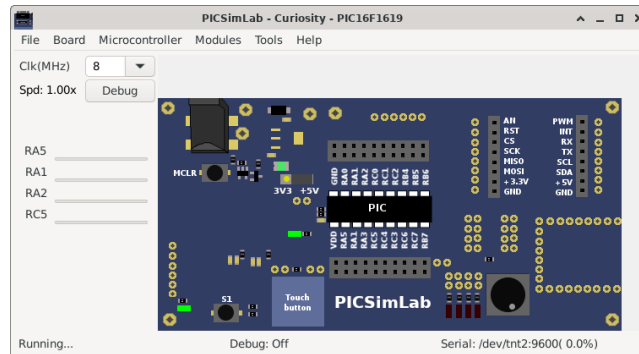 PICSimLab - Curiosity - PIC16F1619
File Board Microcontroller Modules Tools Help
Clk(MHz) 8
Spd: 1.00x Debug
RA5
RA1
RA2
RC5
MCLR
3V3 +5V
GND RA0 RA1 RA2 RC0 RC1 RC2 RB4 RB5 RB6
PIC
VDD RA5 RA1 RA3 RC5 RC4 RC3 RC6 RC7 RB7
AN PWM
RST INT
CS RX
SCK TX
MISO SCL
MOSI SDA
+3.3V +5V
GND GND
S1
Touch
button
PICSimLab
Running... Debug: Off Serial: /dev/tnt2:9600( 0.0%)